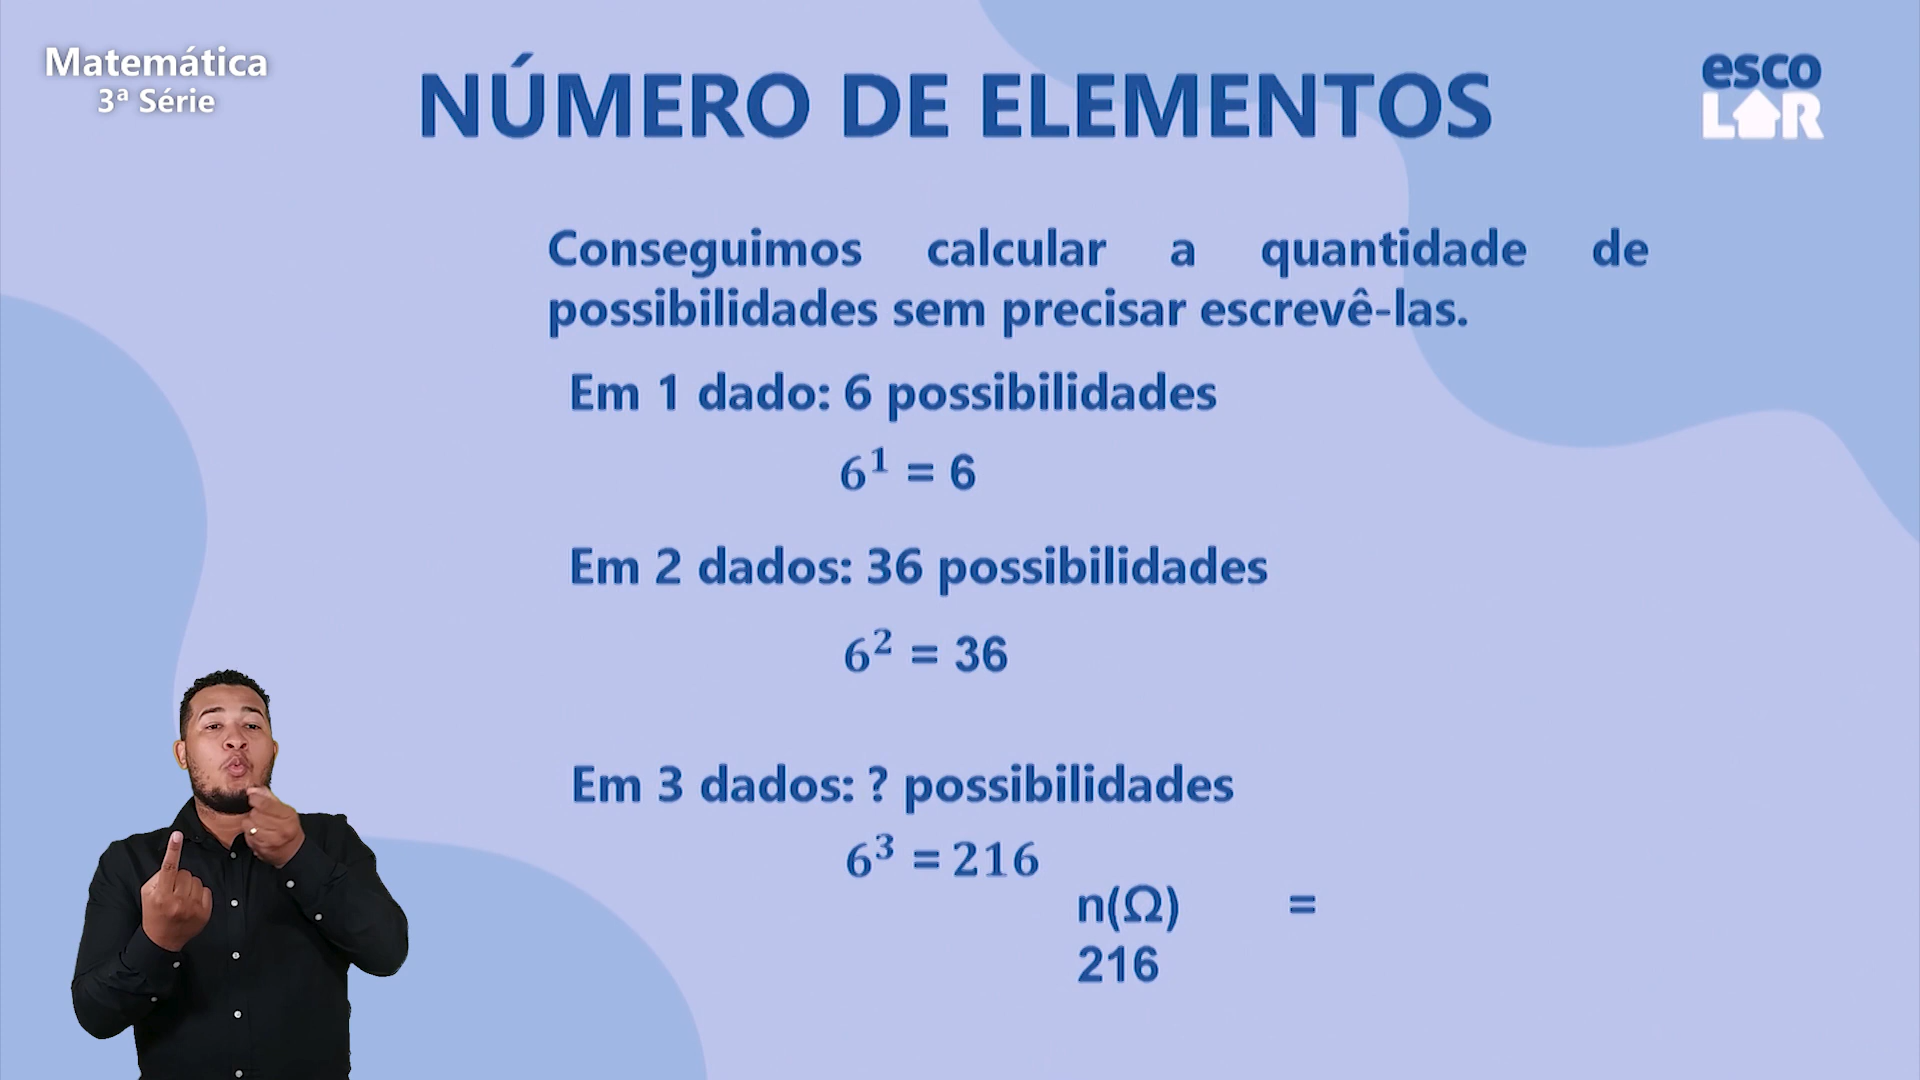 Matemática
3ª Série
NÚMERO DE ELEMENTOS
esco
LAR
Conseguimos calcular a quantidade de
possibilidades sem precisar escrevê-las.
Em 1 dado: 6 possibilidades
6¹ = 6
Em 2 dados: 36 possibilidades
6² = 36
Em 3 dados: ? possibilidades
6³ = 216
n(Ω) =
216